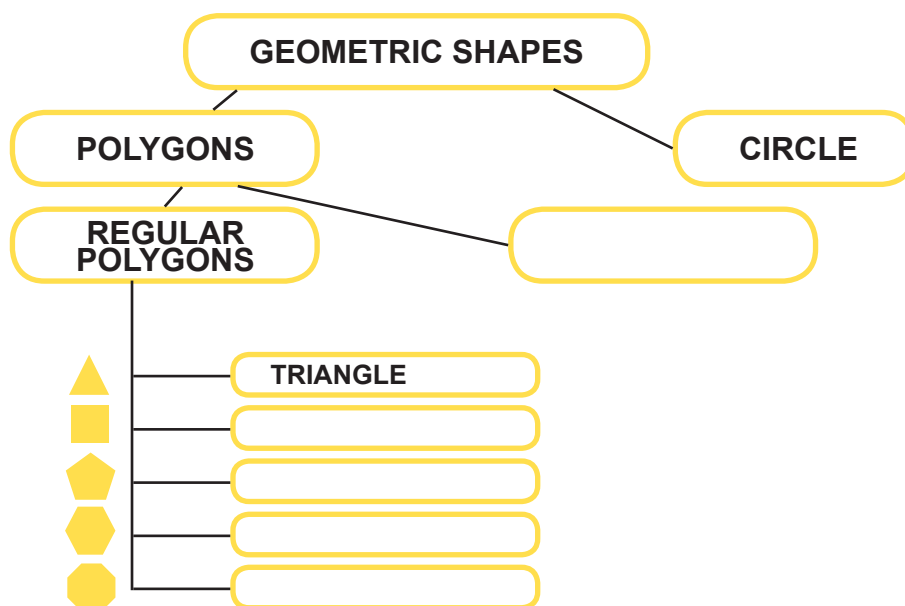 GEOMETRIC SHAPES
POLYGONS
CIRCLE
REGULAR
POLYGONS
TRIANGLE